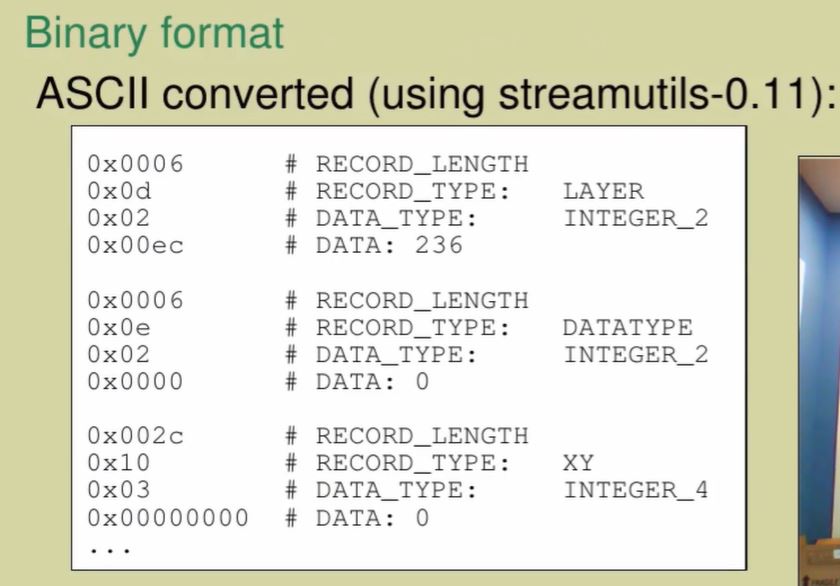 Binary format
ASCII converted (using streamutils-0.11):
0x0006 # RECORD_LENGTH
0x0d # RECORD_TYPE: LAYER
0x02 # DATA_TYPE: INTEGER_2
0x00ec # DATA: 236
0x0006 # RECORD_LENGTH
0x0e # RECORD_TYPE: DATATYPE
0x02 # DATA_TYPE: INTEGER_2
0x0000 # DATA: 0
0x002c # RECORD_LENGTH
0x10 # RECORD_TYPE: XY
0x03 # DATA_TYPE: INTEGER_4
0x00000000 # DATA: 0
...